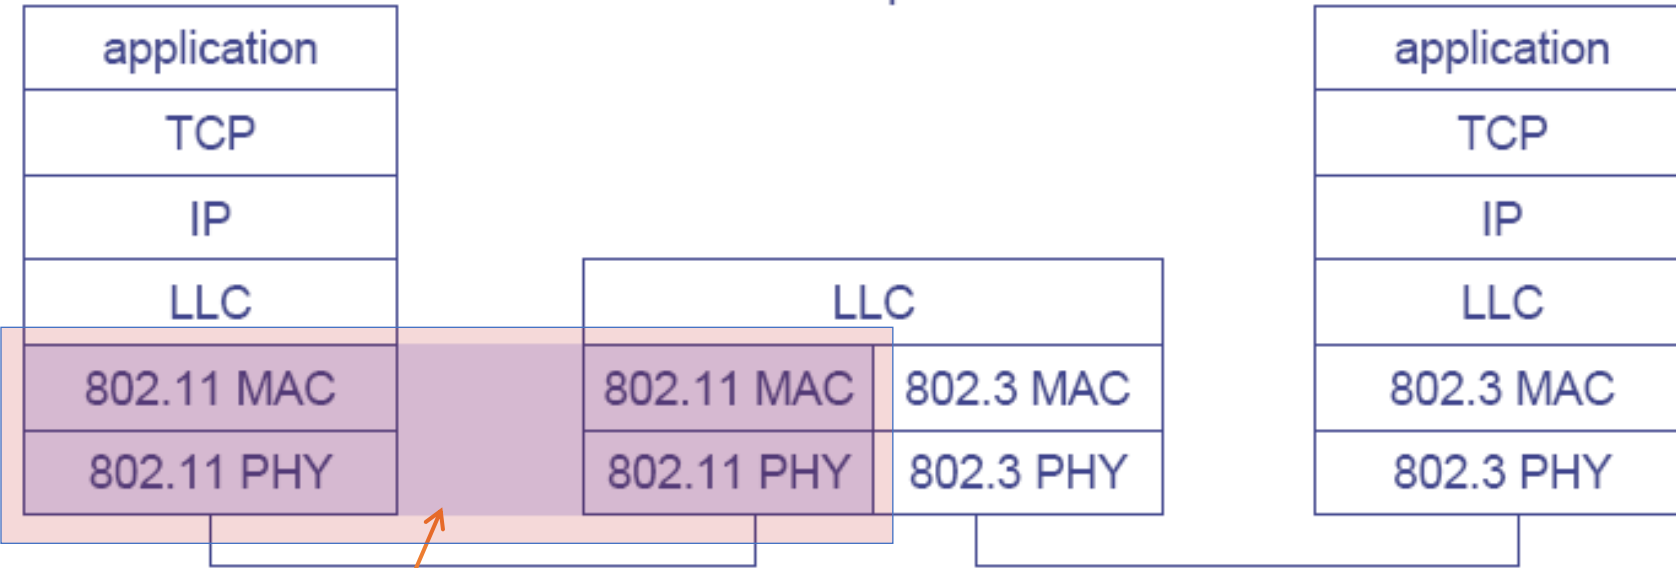 application
TCP
IP
LLC
802.11 MAC
802.11 PHY
LLC
802.11 MAC
802.3 MAC
802.11 PHY
802.3 PHY
application
TCP
IP
LLC
802.3 MAC
802.3 PHY